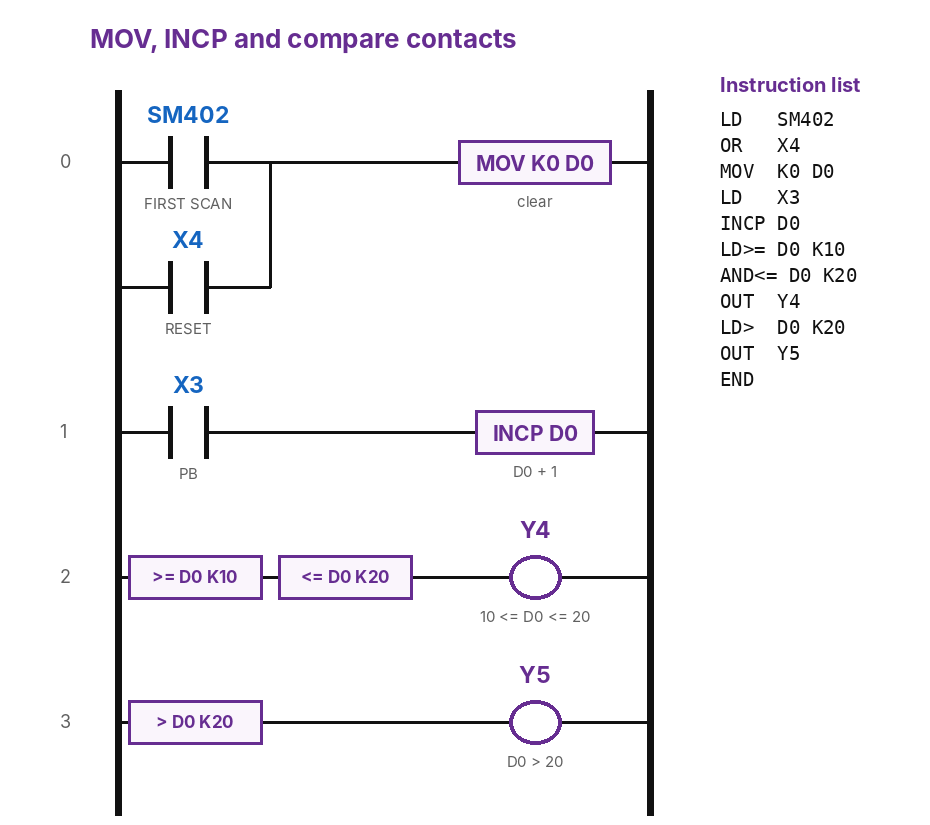 MOV, INCP and compare contacts
SM402
0
MOV K0 D0
FIRST SCAN
clear
X4
RESET
X3
1
INCP D0
PB
D0 + 1
Y4
2
>= D0 K10
<= D0 K20
10 <= D0 <= 20
Y5
3
> D0 K20
D0 > 20
Instruction list
LD   SM402
OR   X4
MOV  K0 D0
LD   X3
INCP D0
LD>= D0 K10
AND<= D0 K20
OUT  Y4
LD>  D0 K20
OUT  Y5
END